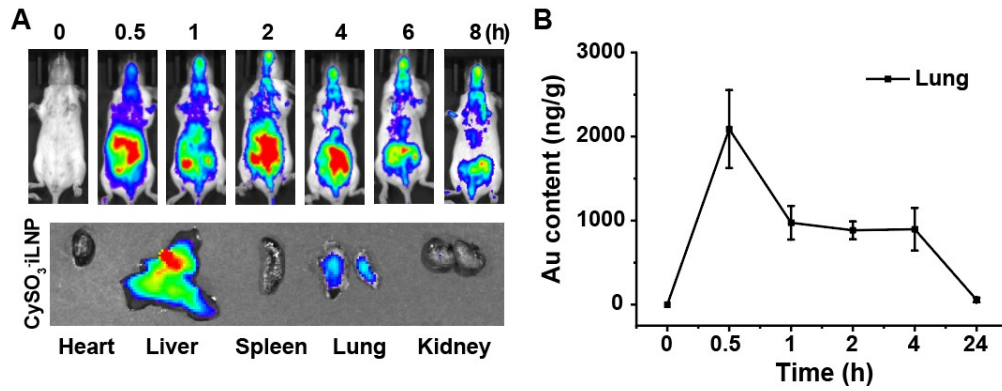 A
0 0.5 1 2 4 6 8 (h)
CySO₃·iLNP
Heart Liver Spleen Lung Kidney
B
3000
2000
1000
0
Au content (ng/g)
Lung
0 0.5 1 2 4 24
Time (h)